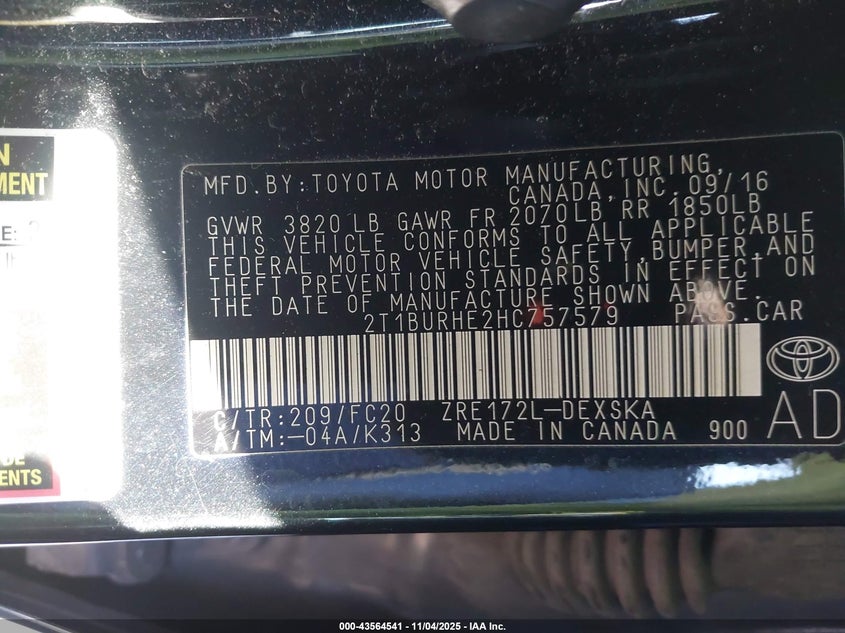 N
MENT
E: 2
MFD.BY:TOYOTA MOTOR MANUFACTURING,
CANADA,INC.09/16
GVWR 3820 LB GAWR FR 2070LB RR 1850LB
THIS VEHICLE CONFORMS TO ALL APPLICABLE
FEDERAL MOTOR VEHICLE SAFETY,BUMPER,AND
THEFT PREVENTION STANDARDS IN EFFECT ON
THE DATE OF MANUFACTURE SHOWN ABOVE.
2T1BURHE2HC757579 PASS.CAR
C/TR:209/FC20 ZRE172L-DEXSKA
A/TM:-04A/K313 MADE IN CANADA 900
AD
DE
ENTS
000-43564541 - 11/04/2025 - IAA Inc.